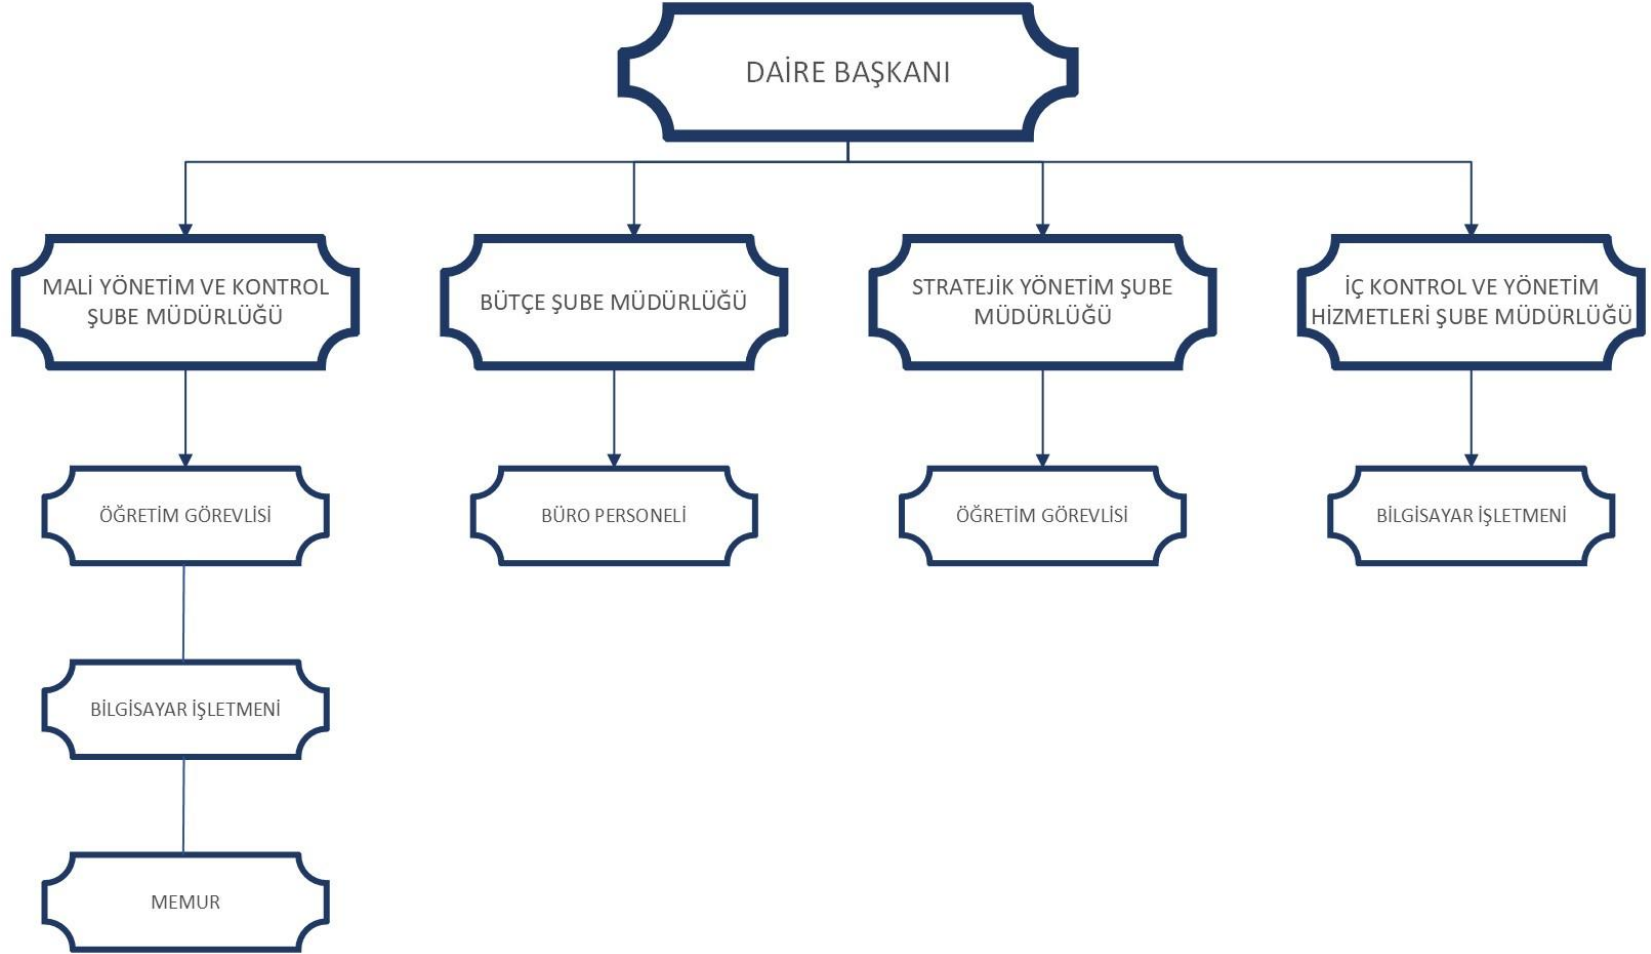 DAİRE BAŞKANI
MALİ YÖNETİM VE KONTROL
ŞUBE MÜDÜRLÜĞÜ
BÜTÇE ŞUBE MÜDÜRLÜĞÜ
STRATEJİK YÖNETİM ŞUBE
MÜDÜRLÜĞÜ
İÇ KONTROL VE YÖNETİM
HİZMETLERİ ŞUBE MÜDÜRLÜĞÜ
ÖĞRETİM GÖREVLİSİ
BÜRO PERSONELİ
ÖĞRETİM GÖREVLİSİ
BİLGİSAYAR İŞLETMENİ
BİLGİSAYAR İŞLETMENİ
MEMUR